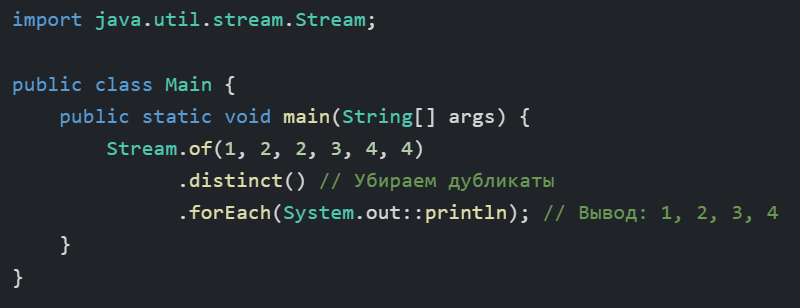 import java.util.stream.Stream;
public class Main {
    public static void main(String[] args) {
        Stream.of(1, 2, 2, 3, 4, 4)
              .distinct() // Убираем дубликаты
              .forEach(System.out::println); // Вывод: 1, 2, 3, 4
    }
}